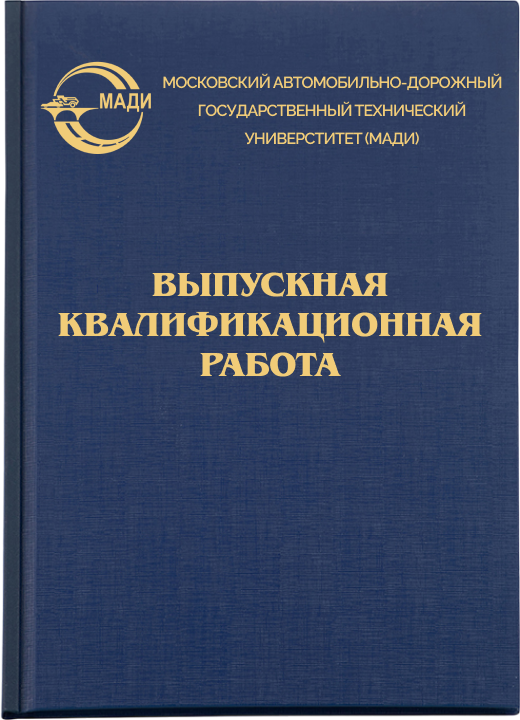 МАДИ
МОСКОВСКИЙ АВТОМОБИЛЬНО-ДОРОЖНЫЙ
ГОСУДАРСТВЕННЫЙ ТЕХНИЧЕСКИЙ
УНИВЕРСТИТЕТ (МАДИ)
ВЫПУСКНАЯ
КВАЛИФИКАЦИОННАЯ
РАБОТА